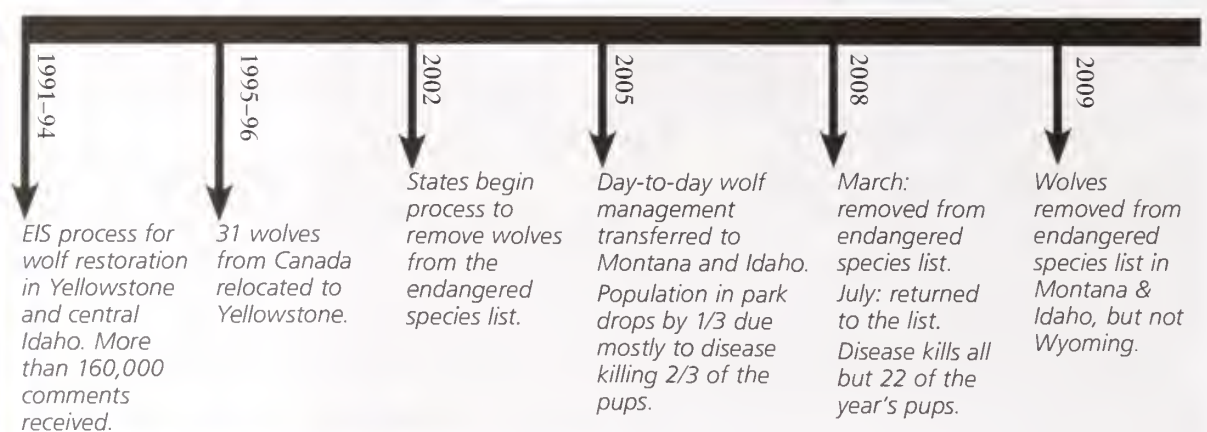 1991–94
EIS process for
wolf restoration
in Yellowstone
and central
Idaho. More
than 160,000
comments
received.
1995–96
31 wolves
from Canada
relocated to
Yellowstone.
2002
States begin
process to
remove wolves
from the
endangered
species list.
2005
Day-to-day wolf
management
transferred to
Montana and Idaho.
Population in park
drops by 1/3 due
mostly to disease
killing 2/3 of the
pups.
2008
March:
removed from
endangered
species list.
July: returned
to the list.
Disease kills all
but 22 of the
year's pups.
2009
Wolves
removed from
endangered
species list in
Montana &
Idaho, but not
Wyoming.